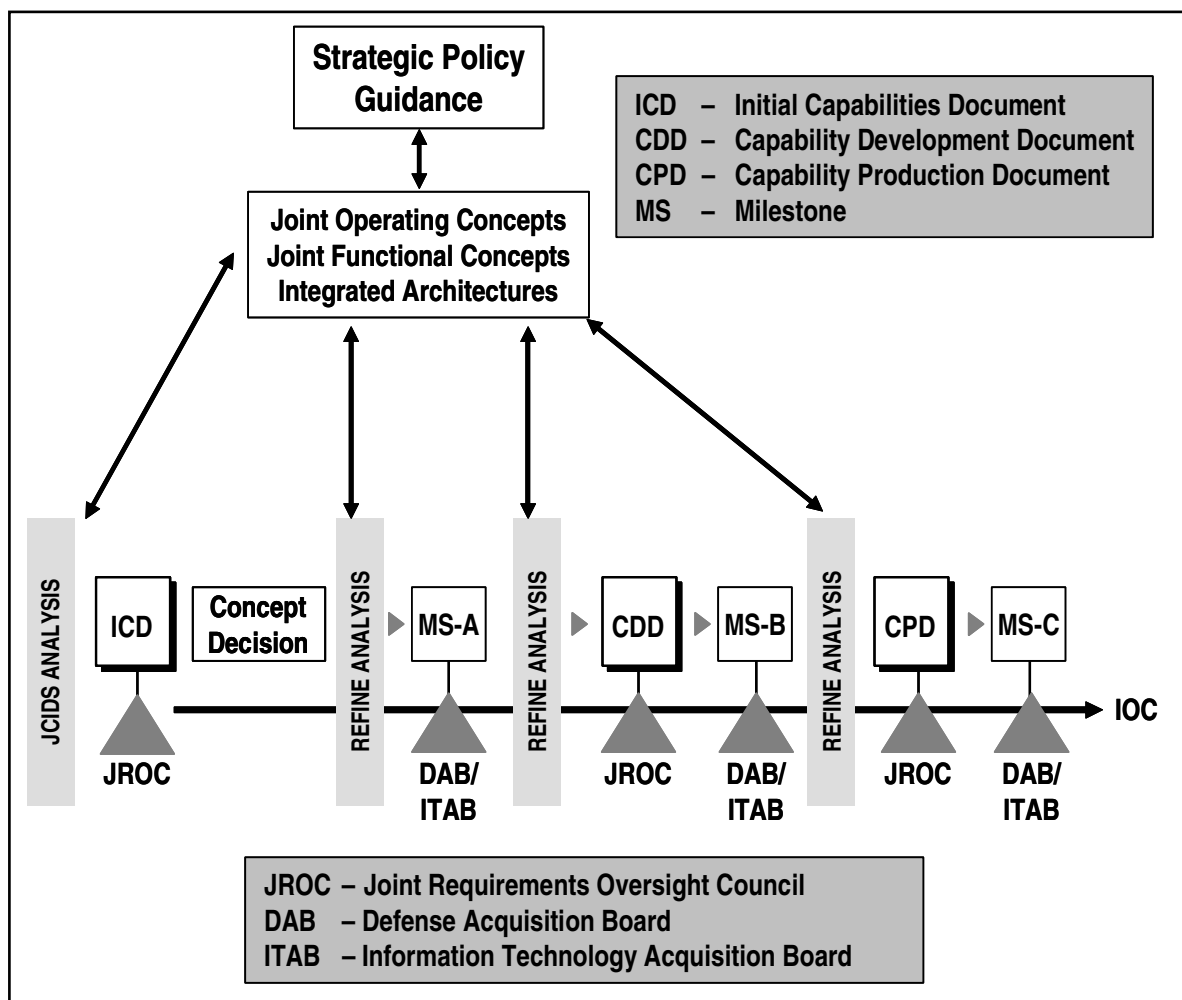 Strategic Policy
Guidance
ICD – Initial Capabilities Document
CDD – Capability Development Document
CPD – Capability Production Document
MS – Milestone
Joint Operating Concepts
Joint Functional Concepts
Integrated Architectures
JCIDS ANALYSIS
ICD
JROC
Concept
Decision
REFINE ANALYSIS
MS-A
DAB/
ITAB
REFINE ANALYSIS
CDD
JROC
MS-B
DAB/
ITAB
REFINE ANALYSIS
CPD
JROC
MS-C
DAB/
ITAB
IOC
JROC – Joint Requirements Oversight Council
DAB – Defense Acquisition Board
ITAB – Information Technology Acquisition Board